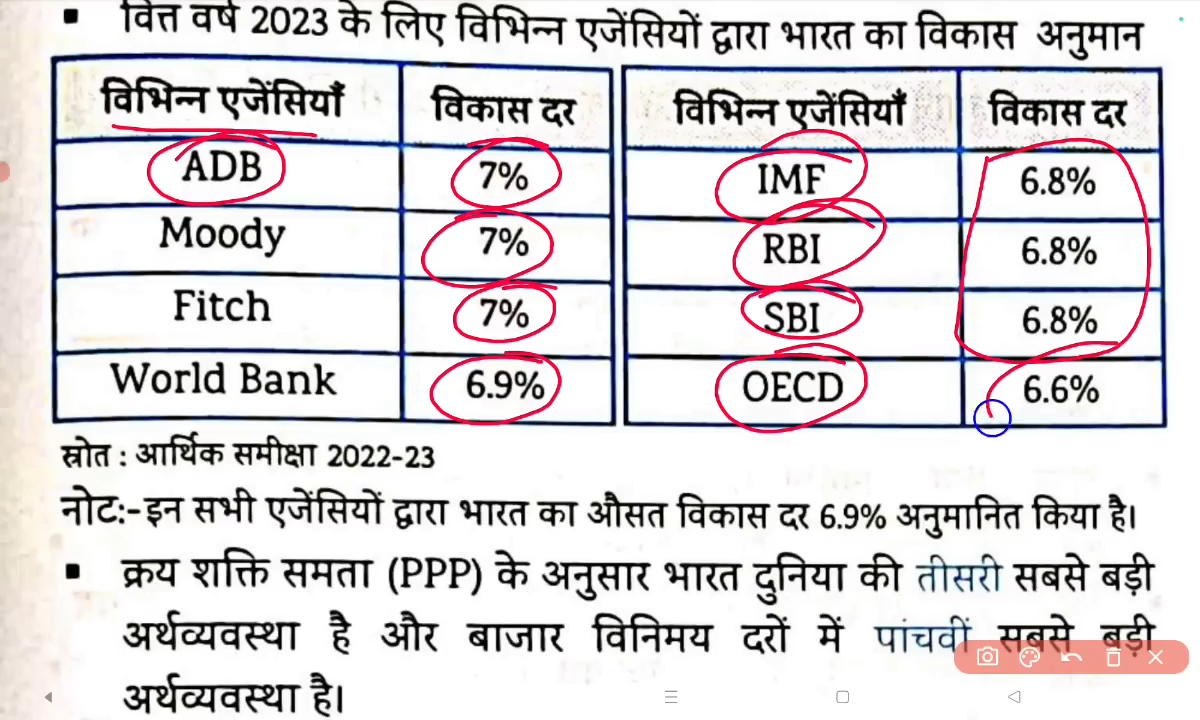 ▪ वित्त वर्ष 2023 के लिए विभिन्न एजेंसियों द्वारा भारत का विकास अनुमान
विभिन्न एजेंसियाँ विकास दर विभिन्न एजेंसियाँ विकास दर
ADB 7% IMF 6.8%
Moody 7% RBI 6.8%
Fitch 7% SBI 6.8%
World Bank 6.9% OECD 6.6%
स्रोत : आर्थिक समीक्षा 2022-23
नोट:-इन सभी एजेंसियों द्वारा भारत का औसत विकास दर 6.9% अनुमानित किया है।
▪ क्रय शक्ति समता (PPP) के अनुसार भारत दुनिया की तीसरी सबसे बड़ी
अर्थव्यवस्था है और बाजार विनिमय दरों में पांचवीं सबसे बड़ी
अर्थव्यवस्था है।